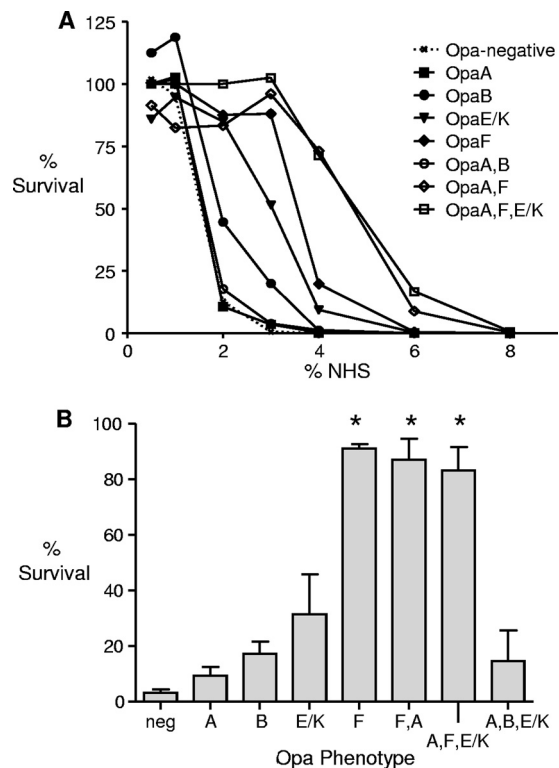 A
125
100
75
50
25
0
% Survival
0 2 4 6 8
% NHS
Opa-negative
OpaA
OpaB
OpaE/K
OpaF
OpaA,B
OpaA,F
OpaA,F,E/K
B
100
80
60
40
20
0
% Survival
* * *
neg A B E/K F F,A A,F,E/K A,B,E/K
Opa Phenotype